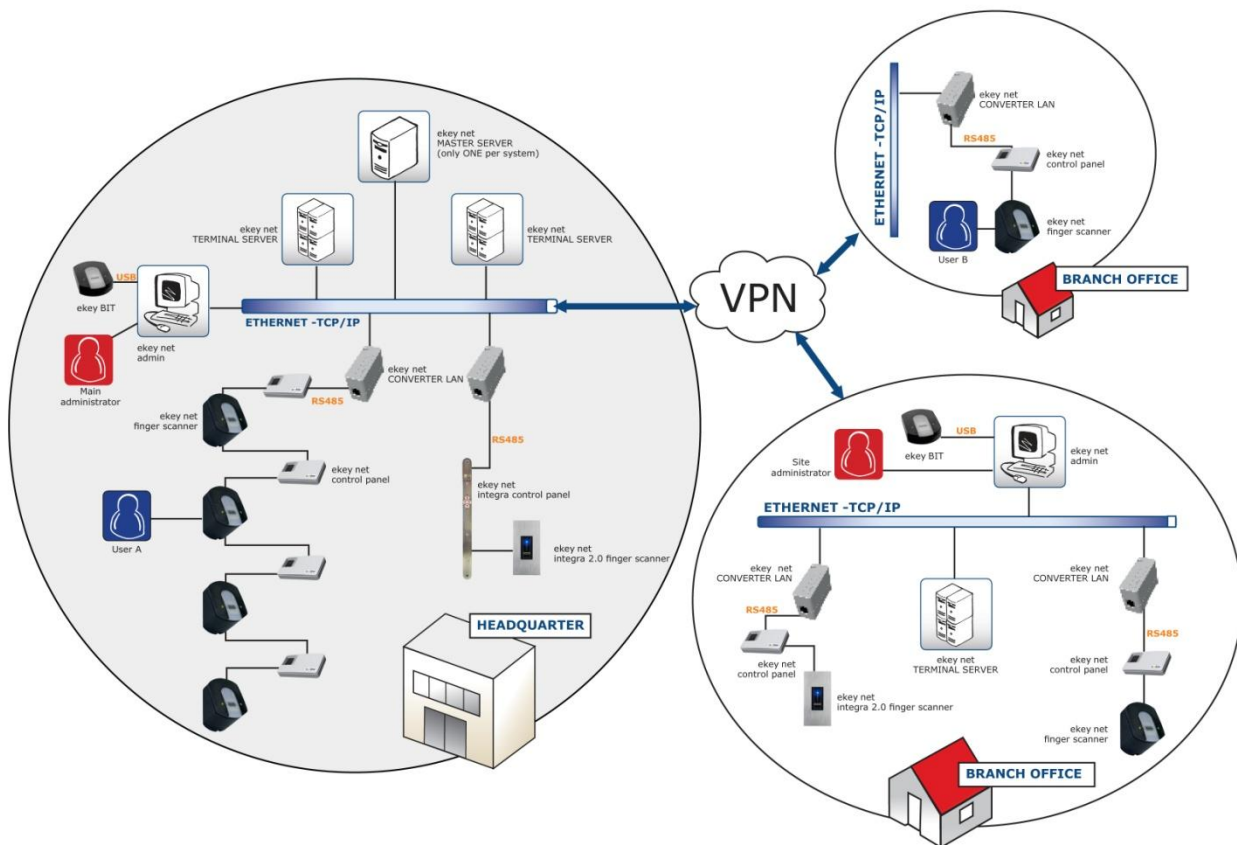 ekey net
MASTER SERVER
(only ONE per system)
ekey net
TERMINAL SERVER
ekey net
TERMINAL SERVER
USB
ekey BIT
ETHERNET -TCP/IP
ekey net
admin
Main
administrator
ekey net
CONVERTER LAN
RS485
ekey net
finger scanner
RS485
ekey net
control panel
ekey net
integra control panel
User A
ekey net
integra 2.0 finger scanner
HEADQUARTER
VPN
ETHERNET -TCP/IP
ekey net
CONVERTER LAN
RS485
ekey net
control panel
ekey net
finger scanner
User B
BRANCH OFFICE
Site
administrator
ekey BIT
USB
ekey net
admin
ETHERNET -TCP/IP
ekey net
CONVERTER LAN
RS485
ekey net
control panel
ekey net
integra 2.0 finger scanner
ekey net
TERMINAL SERVER
ekey net
CONVERTER LAN
RS485
ekey net
control panel
ekey net
finger scanner
BRANCH OFFICE